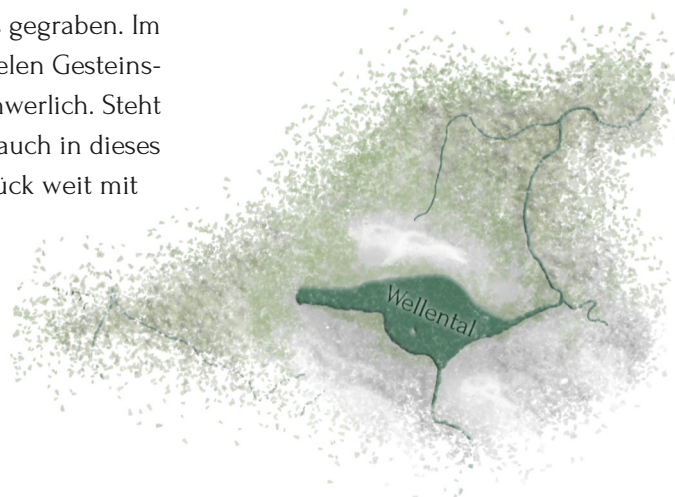 gegraben. Im
elen Gesteins-
werlich. Steht
auch in dieses
ück weit mit
Wellental